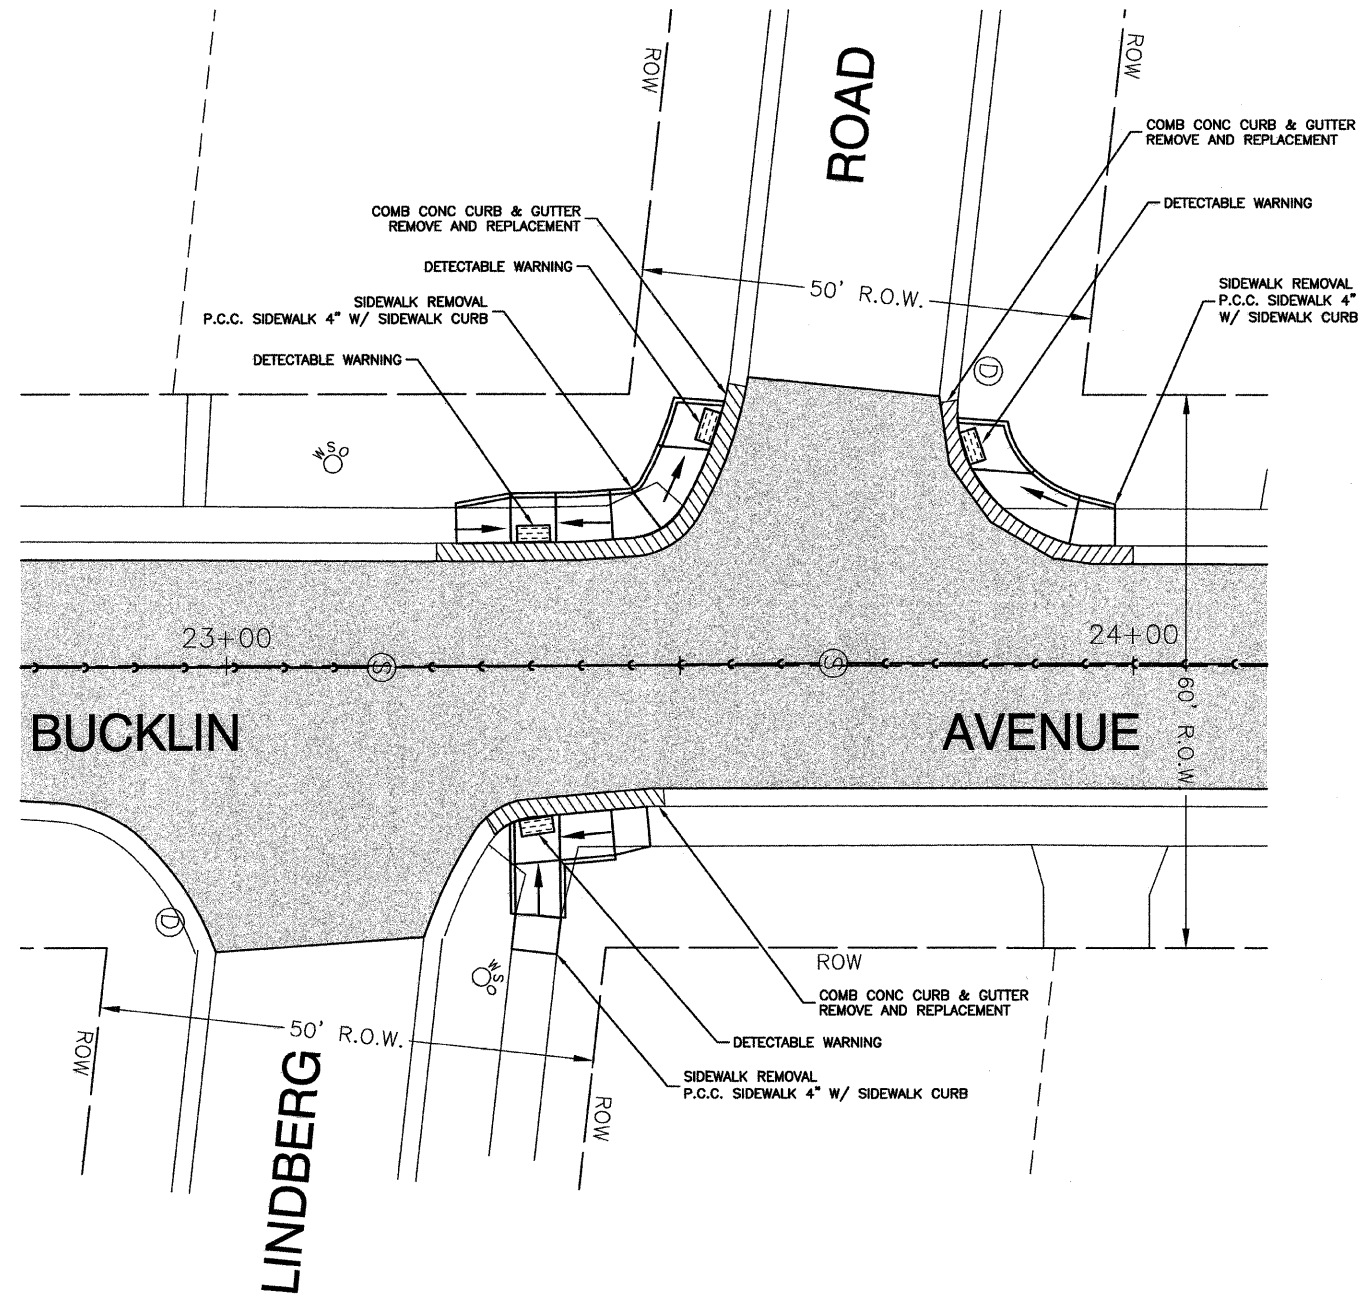 ROW
ROAD
ROW
COMB CONC CURB & GUTTER
REMOVE AND REPLACEMENT
DETECTABLE WARNING
COMB CONC CURB & GUTTER
REMOVE AND REPLACEMENT
DETECTABLE WARNING
50' R.O.W.
SIDEWALK REMOVAL
P.C.C. SIDEWALK 4"
W/ SIDEWALK CURB
SIDEWALK REMOVAL
P.C.C. SIDEWALK 4" W/ SIDEWALK CURB
DETECTABLE WARNING
D
WSO
23+00
24+00
S
S
60' R.O.W.
BUCKLIN
AVENUE
D
WSO
ROW
COMB CONC CURB & GUTTER
REMOVE AND REPLACEMENT
50' R.O.W.
ROW
DETECTABLE WARNING
SIDEWALK REMOVAL
P.C.C. SIDEWALK 4" W/ SIDEWALK CURB
ROW
LINDBERG